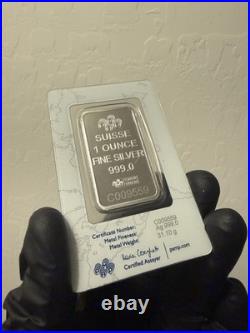 SUISSE
1 OUNCE
FINE SILVER
999.0
C009559
Certificate Number: C009559
Metal Fineness: Ag 999.0
Metal Weight: 31.10 g
Certified Assayer pamp.com